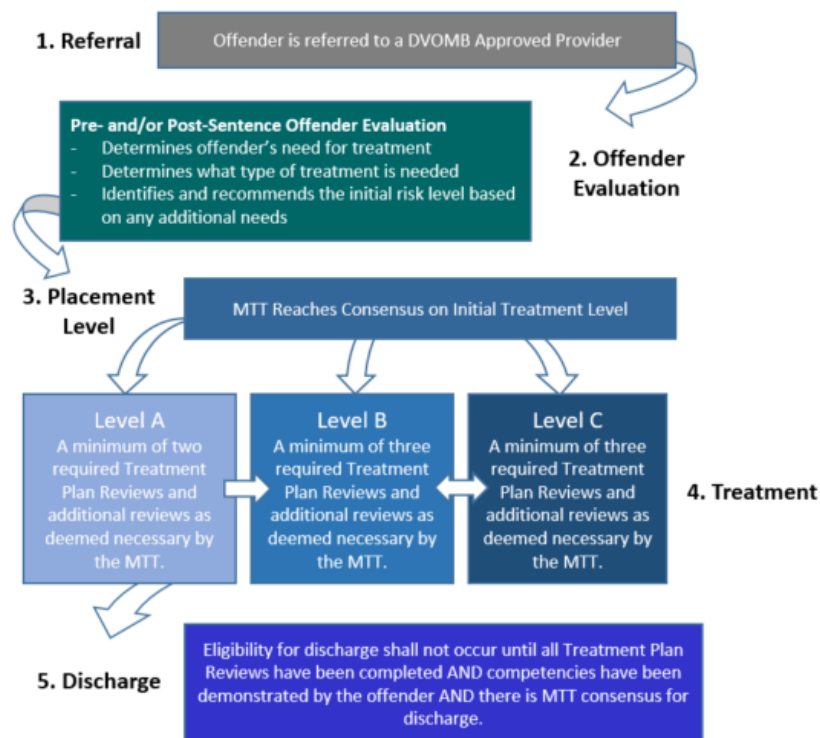 1. Referral
Offender is referred to a DVOMB Approved Provider
Pre- and/or Post-Sentence Offender Evaluation
- Determines offender's need for treatment
- Determines what type of treatment is needed
- Identifies and recommends the initial risk level based
on any additional needs
2. Offender
Evaluation
3. Placement
Level
MTT Reaches Consensus on Initial Treatment Level
Level A
A minimum of two
required Treatment
Plan Reviews and
additional reviews as
deemed necessary by
the MTT.
Level B
A minimum of three
required Treatment
Plan Reviews and
additional reviews as
deemed necessary by
the MTT.
Level C
A minimum of three
required Treatment
Plan Reviews and
additional reviews as
deemed necessary by
the MTT.
4. Treatment
5. Discharge
Eligibility for discharge shall not occur until all Treatment Plan
Reviews have been completed AND competencies have been
demonstrated by the offender AND there is MTT consensus for
discharge.